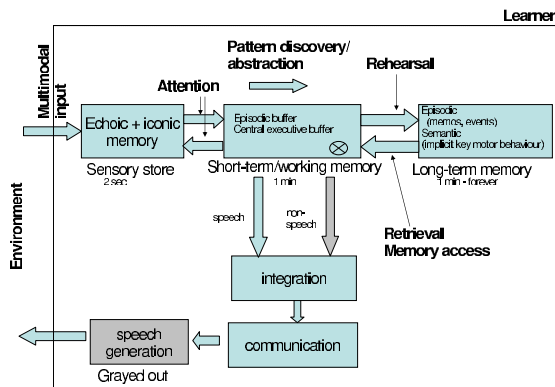 Learner
Pattern discovery/
abstraction
Multimodal
input
Attention
Rehearsal
Echoic + iconic
memory
Episodic buffer
Central executive buffer
Episodic
(memos, events)
Semantic
(implicit key motor behaviour)
Sensory store
2 sec
Short-term/working memory
1 min
Long-term memory
1 min - forever
speech
non-
speech
Retrieval
Memory access
Environment
integration
speech
generation
communication
Grayed out